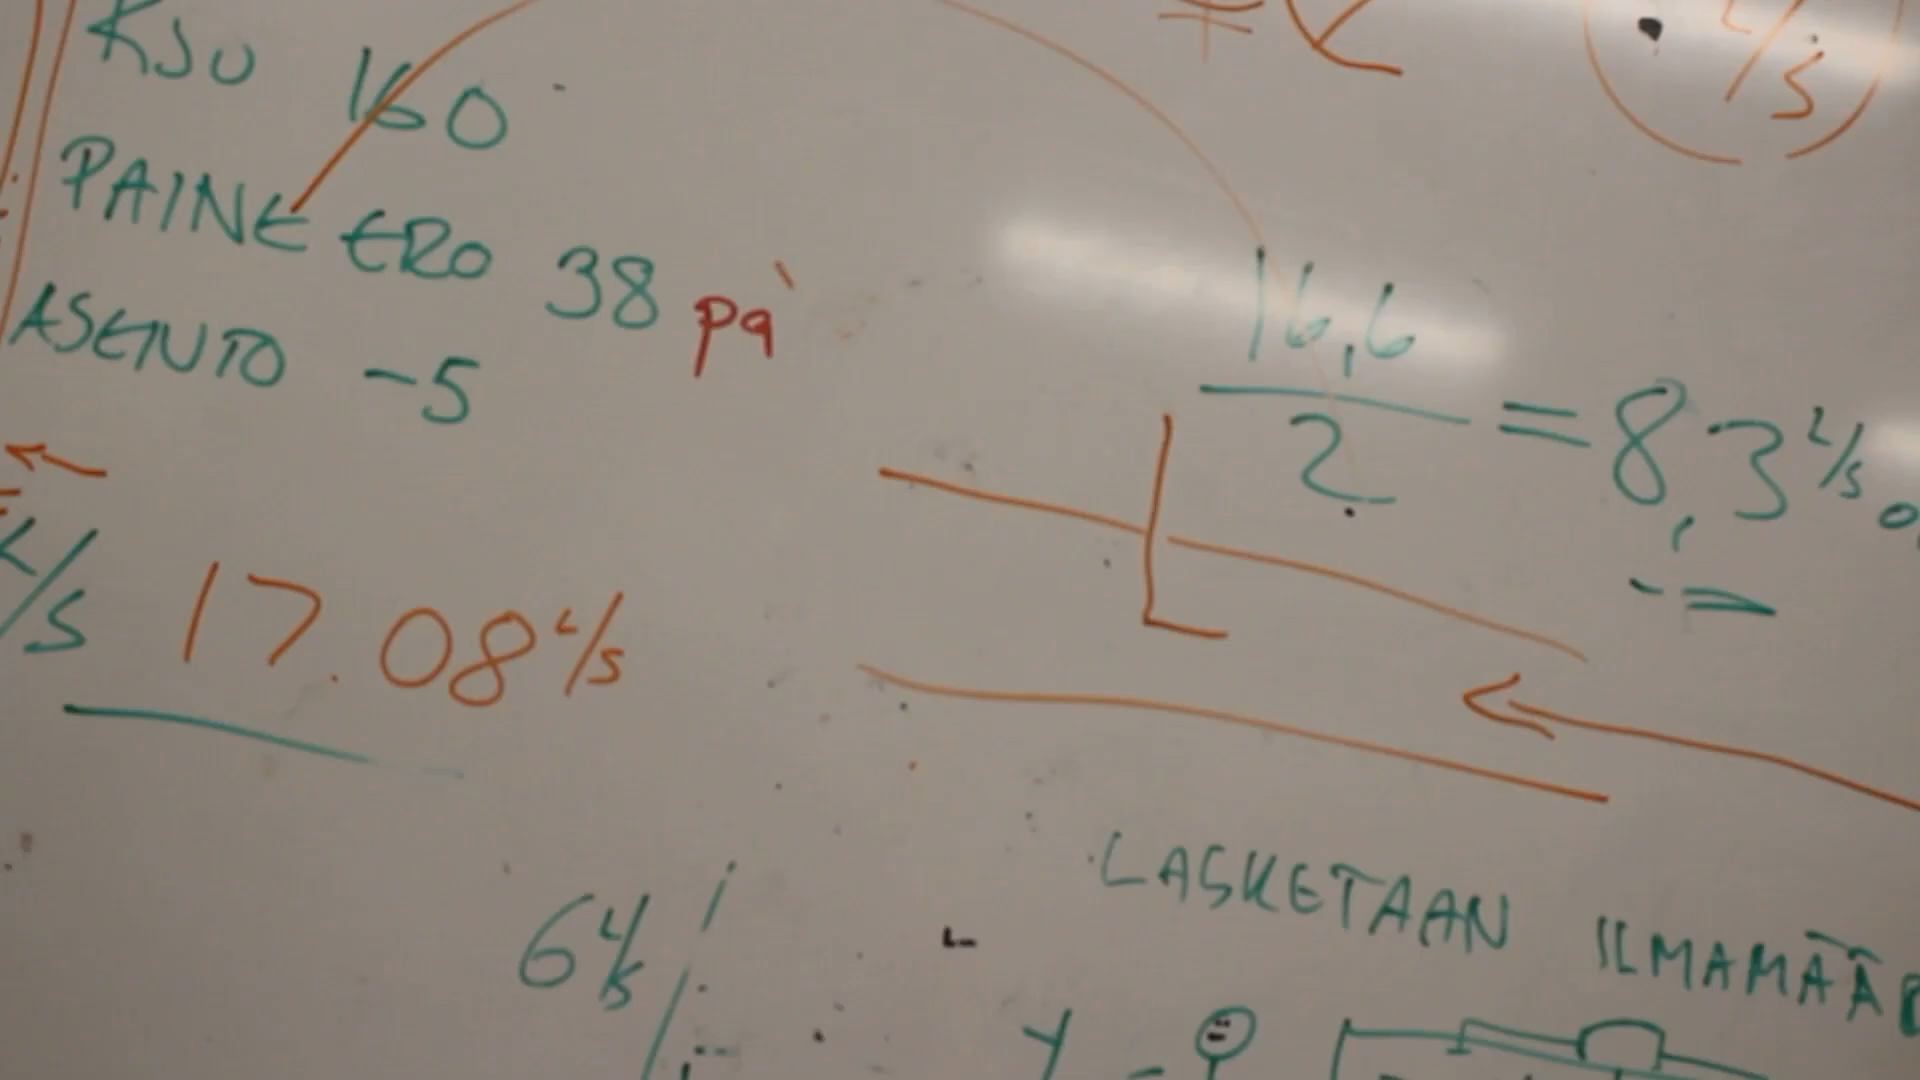 KSU 160
PAINE ERO 38 pa
ASENTO -5
L/s 17.08 L/s
16,6
2
= 8,3 L/s
6 L/s
LASKETAAN ILMAMÄÄ
L/s